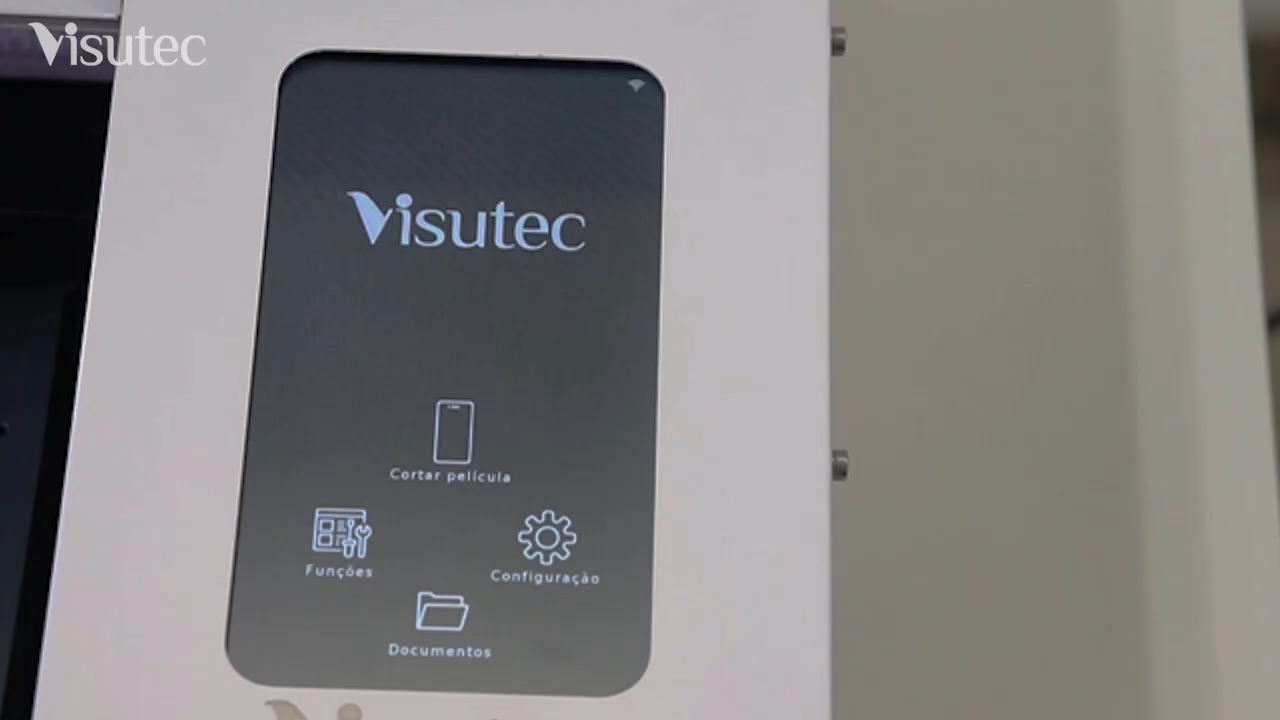 Visutec
Visutec
Cortar película
Funções
Configuração
Documentos